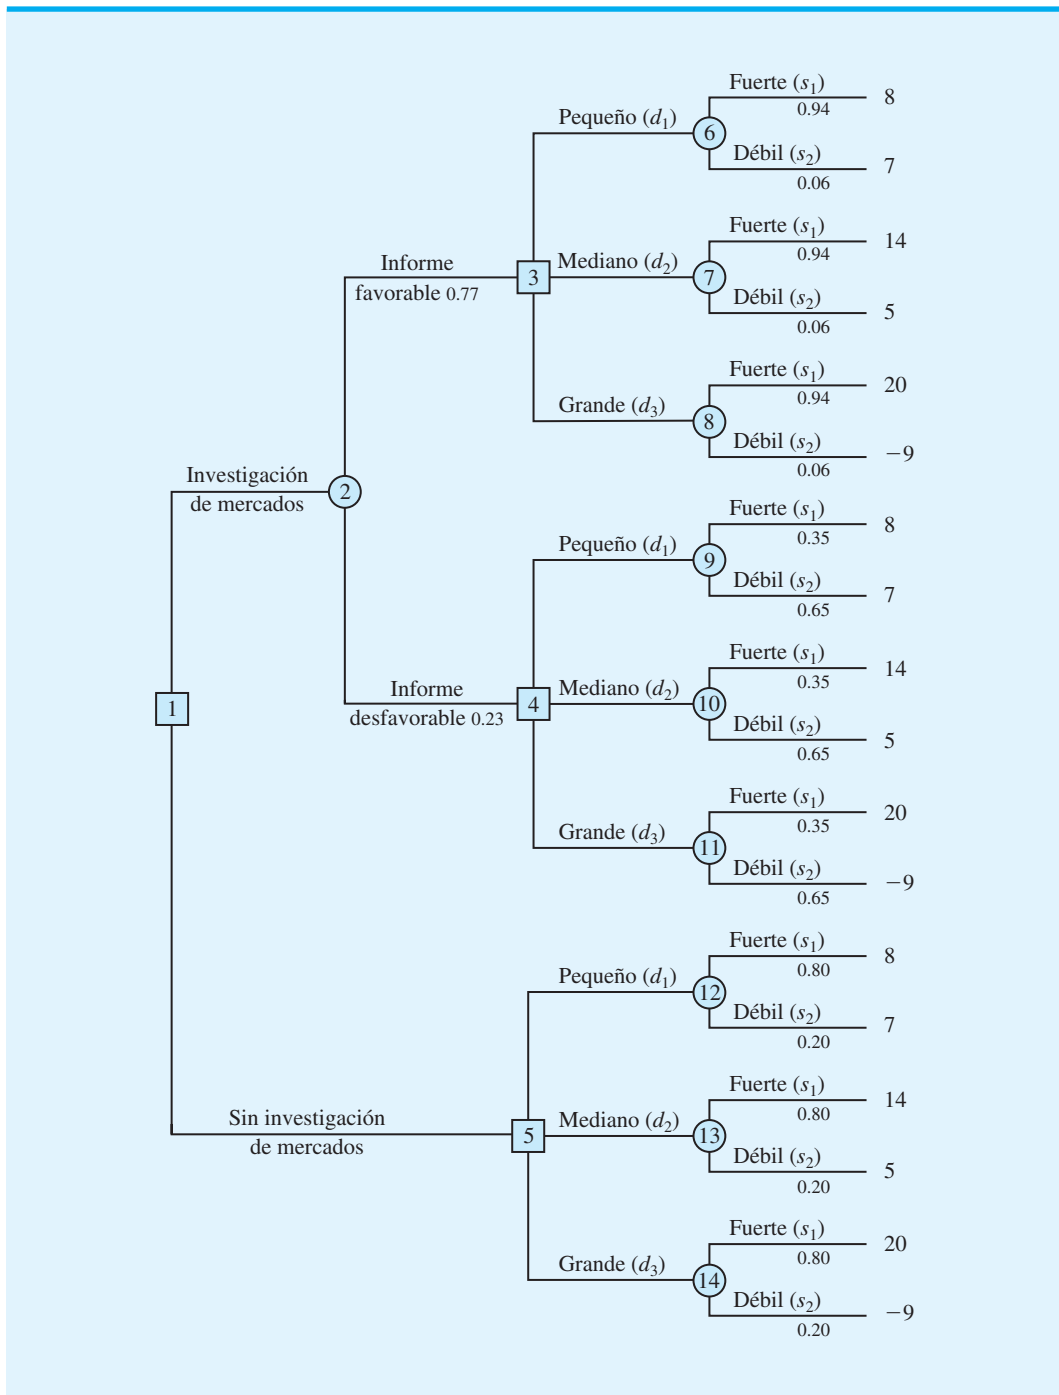 Fuerte (s1)
0.94
8
Pequeño (d1)
6
Débil (s2)
0.06
7
Fuerte (s1)
0.94
14
Informe
favorable 0.77
3
Mediano (d2)
7
Débil (s2)
0.06
5
Fuerte (s1)
0.94
20
Grande (d3)
8
Débil (s2)
0.06
−9
Investigación
de mercados
2
Fuerte (s1)
0.35
8
Pequeño (d1)
9
Débil (s2)
0.65
7
Fuerte (s1)
0.35
14
1
Informe
desfavorable 0.23
4
Mediano (d2)
10
Débil (s2)
0.65
5
Fuerte (s1)
0.35
20
Grande (d3)
11
Débil (s2)
0.65
−9
Fuerte (s1)
0.80
8
Pequeño (d1)
12
Débil (s2)
0.20
7
Fuerte (s1)
0.80
14
Sin investigación
de mercados
5
Mediano (d2)
13
Débil (s2)
0.20
5
Fuerte (s1)
0.80
20
Grande (d3)
14
Débil (s2)
0.20
−9